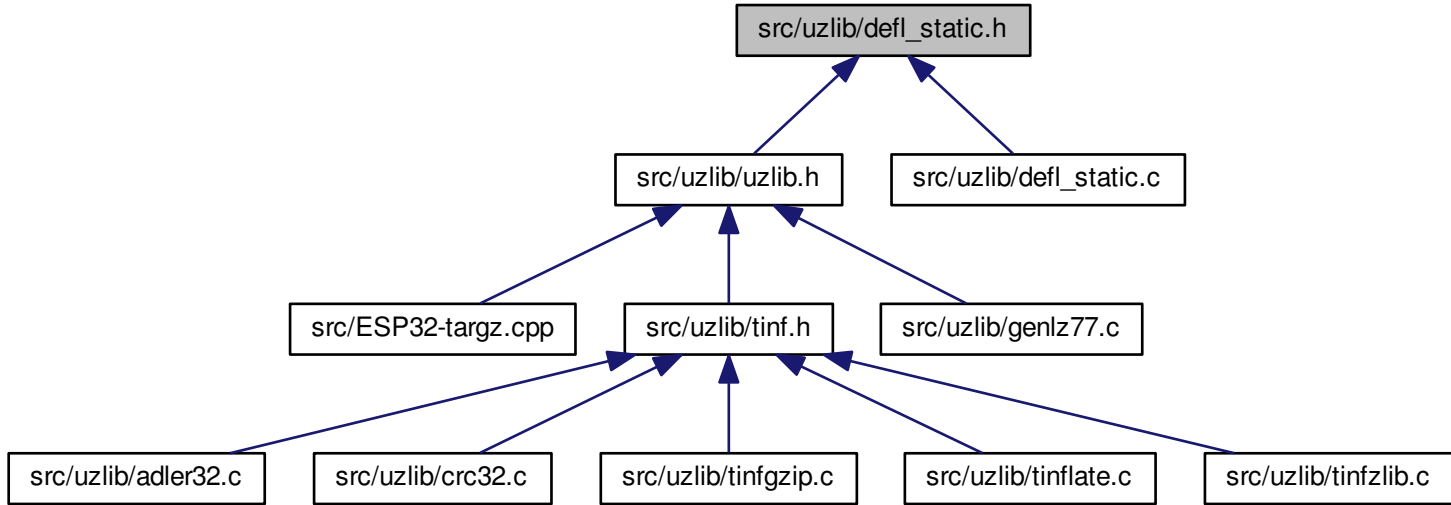 src/uzlib/defl_static.h
src/uzlib/uzlib.h
src/uzlib/defl_static.c
src/ESP32-targz.cpp
src/uzlib/tinf.h
src/uzlib/genlz77.c
src/uzlib/adler32.c
src/uzlib/crc32.c
src/uzlib/tinfgzip.c
src/uzlib/tinflate.c
src/uzlib/tinfzlib.c